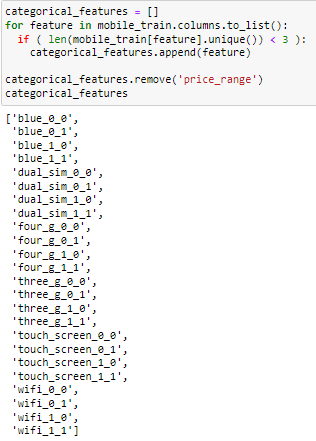 categorical_features = []
for feature in mobile_train.columns.to_list():
  if ( len(mobile_train[feature].unique()) < 3 ):
    categorical_features.append(feature)

categorical_features.remove('price_range')
categorical_features
['blue_0_0',
 'blue_0_1',
 'blue_1_0',
 'blue_1_1',
 'dual_sim_0_0',
 'dual_sim_0_1',
 'dual_sim_1_0',
 'dual_sim_1_1',
 'four_g_0_0',
 'four_g_0_1',
 'four_g_1_0',
 'four_g_1_1',
 'three_g_0_0',
 'three_g_0_1',
 'three_g_1_0',
 'three_g_1_1',
 'touch_screen_0_0',
 'touch_screen_0_1',
 'touch_screen_1_0',
 'touch_screen_1_1',
 'wifi_0_0',
 'wifi_0_1',
 'wifi_1_0',
 'wifi_1_1']